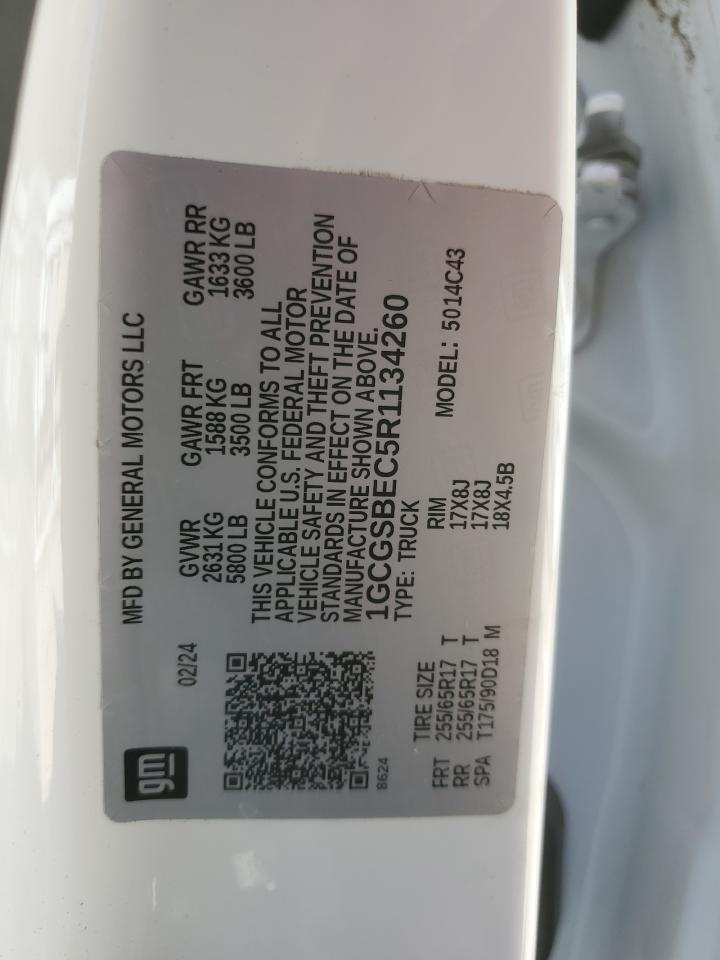 gm
02/24
MFD BY GENERAL MOTORS LLC
GVWR GAWR FRT GAWR RR
2631 KG 1588 KG 1633 KG
5800 LB 3500 LB 3600 LB
THIS VEHICLE CONFORMS TO ALL
APPLICABLE U.S. FEDERAL MOTOR
VEHICLE SAFETY AND THEFT PREVENTION
STANDARDS IN EFFECT ON THE DATE OF
MANUFACTURE SHOWN ABOVE.
1GCGSBEC5R1134260
8624
TYPE: TRUCK
MODEL: 5014C43
TIRE SIZE RIM
FRT 255/65R17 T 17X8J
RR 255/65R17 T 17X8J
SPA T175/90D18 M 18X4.5B